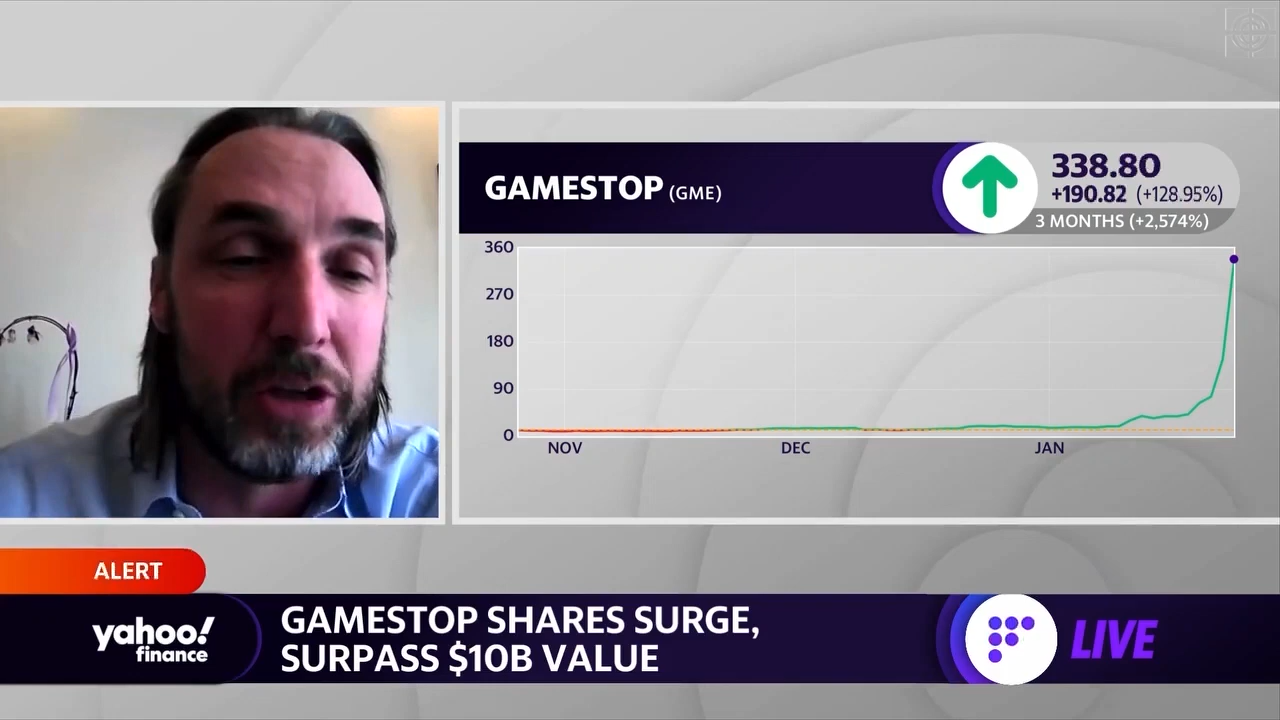 GAMESTOP (GME)
338.80
+190.82 (+128.95%)
3 MONTHS (+2,574%)
360
270
180
90
0
NOV DEC JAN
ALERT
yahoo!
finance
GAMESTOP SHARES SURGE,
SURPASS $10B VALUE
LIVE